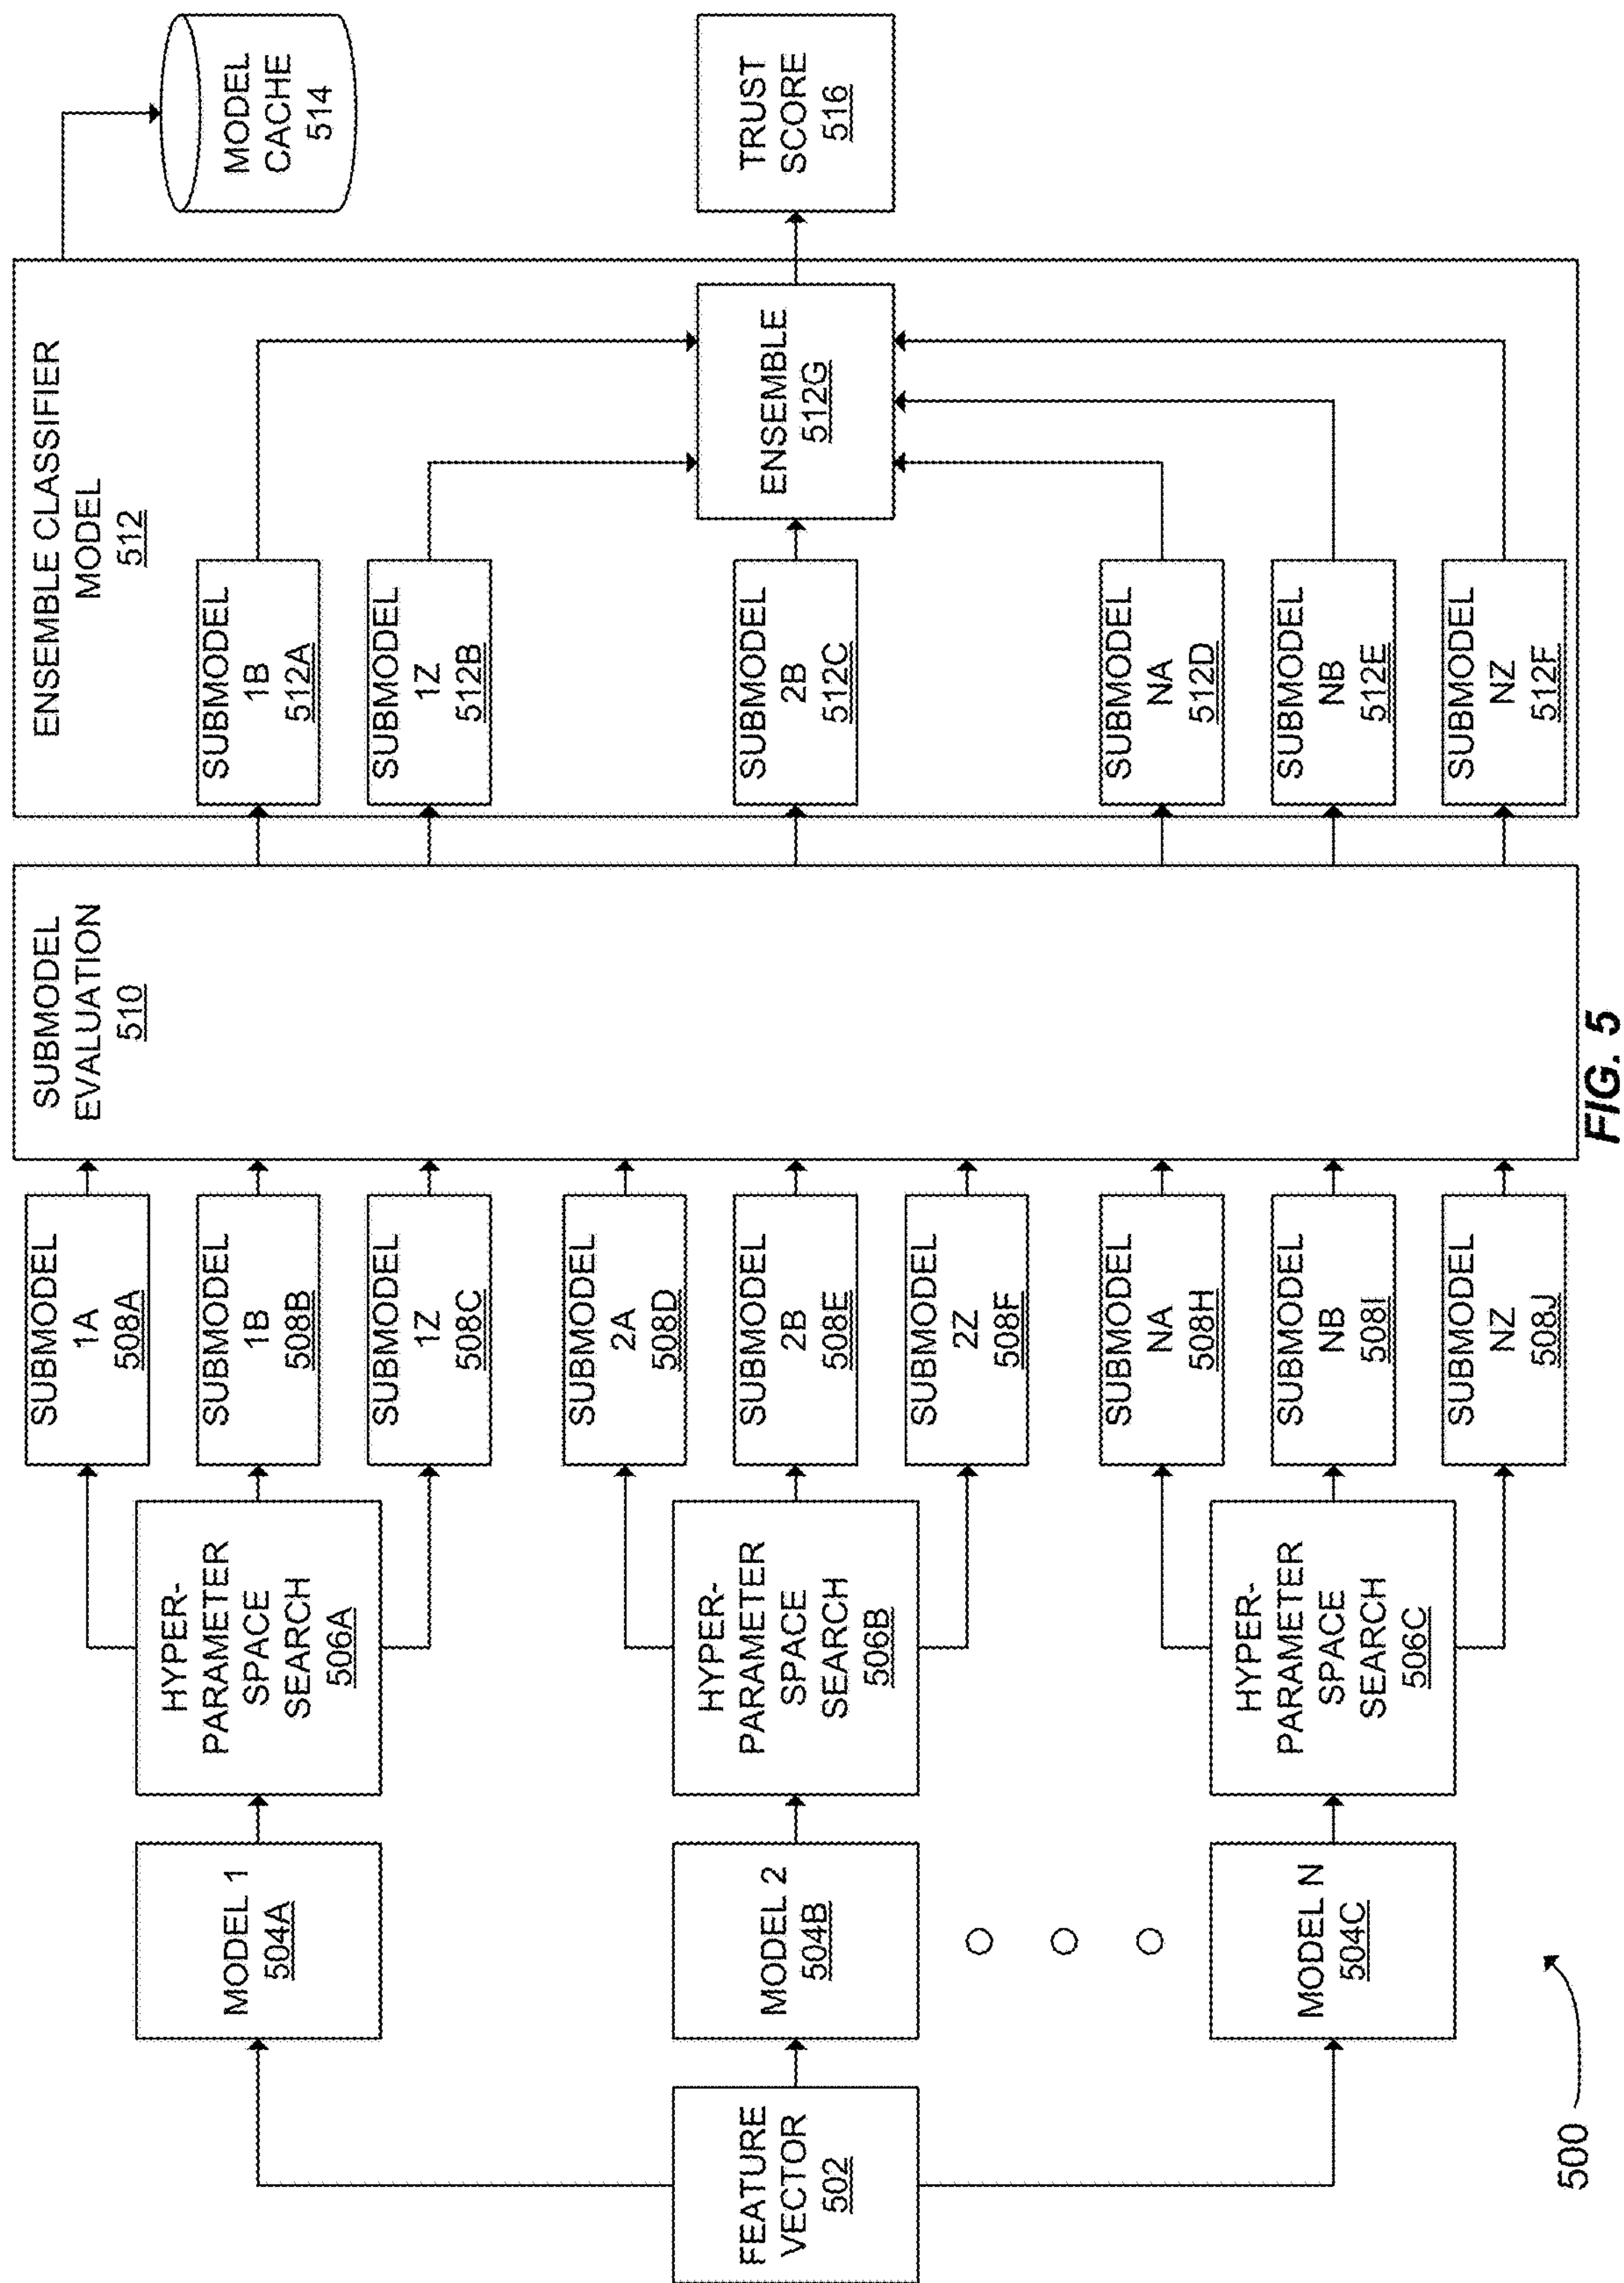 FEATURE
VECTOR
502
MODEL 1
504A
MODEL 2
504B
MODEL N
504C
HYPER-
PARAMETER
SPACE
SEARCH
506A
HYPER-
PARAMETER
SPACE
SEARCH
506B
HYPER-
PARAMETER
SPACE
SEARCH
506C
SUBMODEL
1A
508A
SUBMODEL
1B
508B
SUBMODEL
1Z
508C
SUBMODEL
2A
508D
SUBMODEL
2B
508E
SUBMODEL
2Z
508F
SUBMODEL
NA
508H
SUBMODEL
NB
508I
SUBMODEL
NZ
508J
SUBMODEL
EVALUATION
510
ENSEMBLE CLASSIFIER
MODEL
512
SUBMODEL
1B
512A
SUBMODEL
1Z
512B
SUBMODEL
2B
512C
SUBMODEL
NA
512D
SUBMODEL
NB
512E
SUBMODEL
NZ
512F
ENSEMBLE
512G
MODEL
CACHE
514
TRUST
SCORE
516
500
FIG. 5